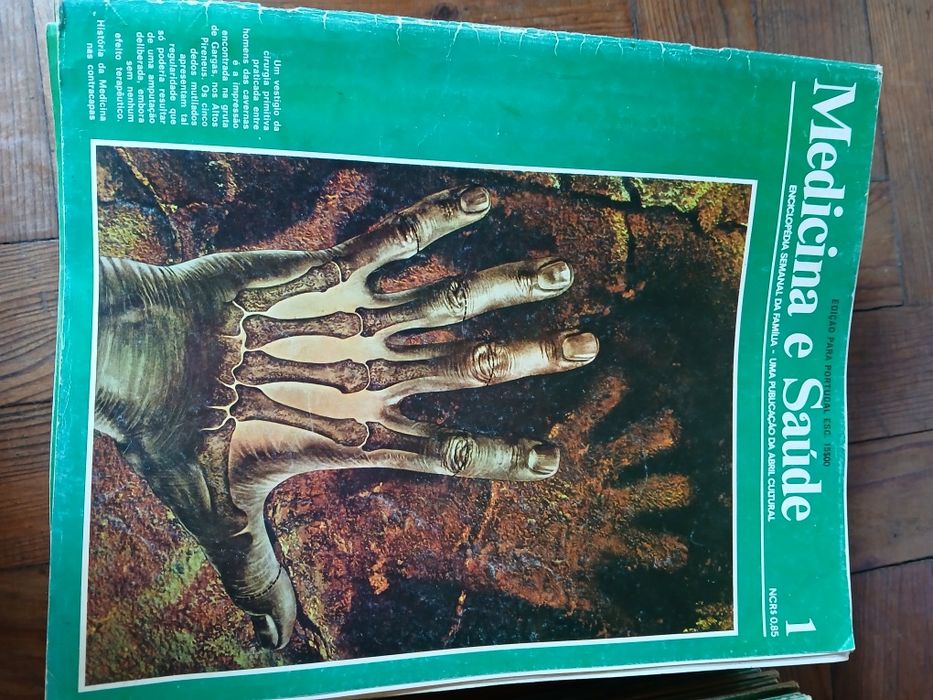 Medicina e Saúde
1
ENCICLOPÉDIA SEMANAL DA FAMÍLIA - UMA PUBLICAÇÃO DA ABRIL CULTURAL
NCR$ 0,85
EDIÇÃO PARA PORTUGAL ESC. 15$00
Um vestígio da
cirurgia primitiva
praticada entre
homens das cavernas
é a impressão
encontrada na gruta
de Gargas, nos Altos
Pireneus. Os cinco
dedos mutilados
apresentam tal
regularidade que
só poderia resultar
de uma amputação
deliberada, embora
sem nenhum
efeito terapêutico.
- História da Medicina
nas contracapas